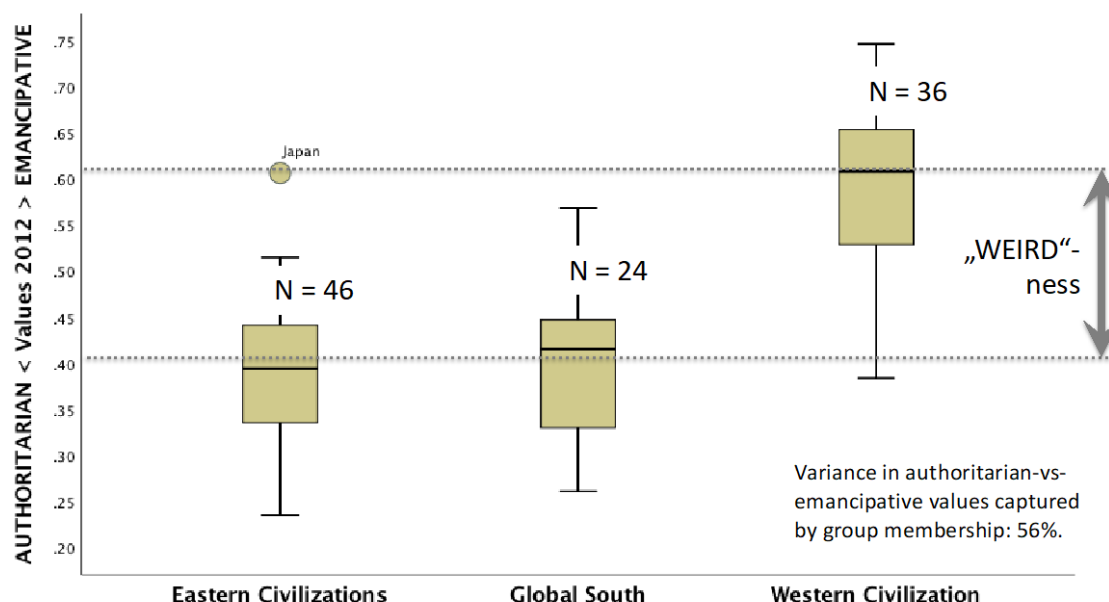 AUTHORITARIAN < Values 2012 > EMANCIPATIVE
.75
.70
.65
.60
.55
.50
.45
.40
.35
.30
.25
.20
Japan
N = 46
N = 24
N = 36
„WEIRD“-
ness
Variance in authoritarian-vs-
emancipative values captured
by group membership: 56%.
Eastern Civilizations
Global South
Western Civilization